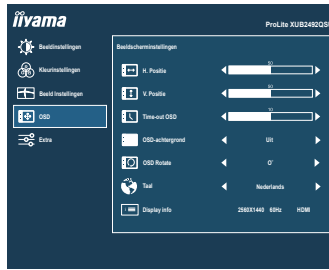 iiyama
ProLite XUB2492QSU
Beeldinstellingen
Kleurinstellingen
Beeld Instellingen
OSD
Extra
Beeldscherminstellingen
H. Positie 50
V. Positie 50
Time-out OSD 10
OSD-achtergrond Uit
OSD Rotate 0°
Taal Nederlands
Display info 2560X1440 60Hz HDMI